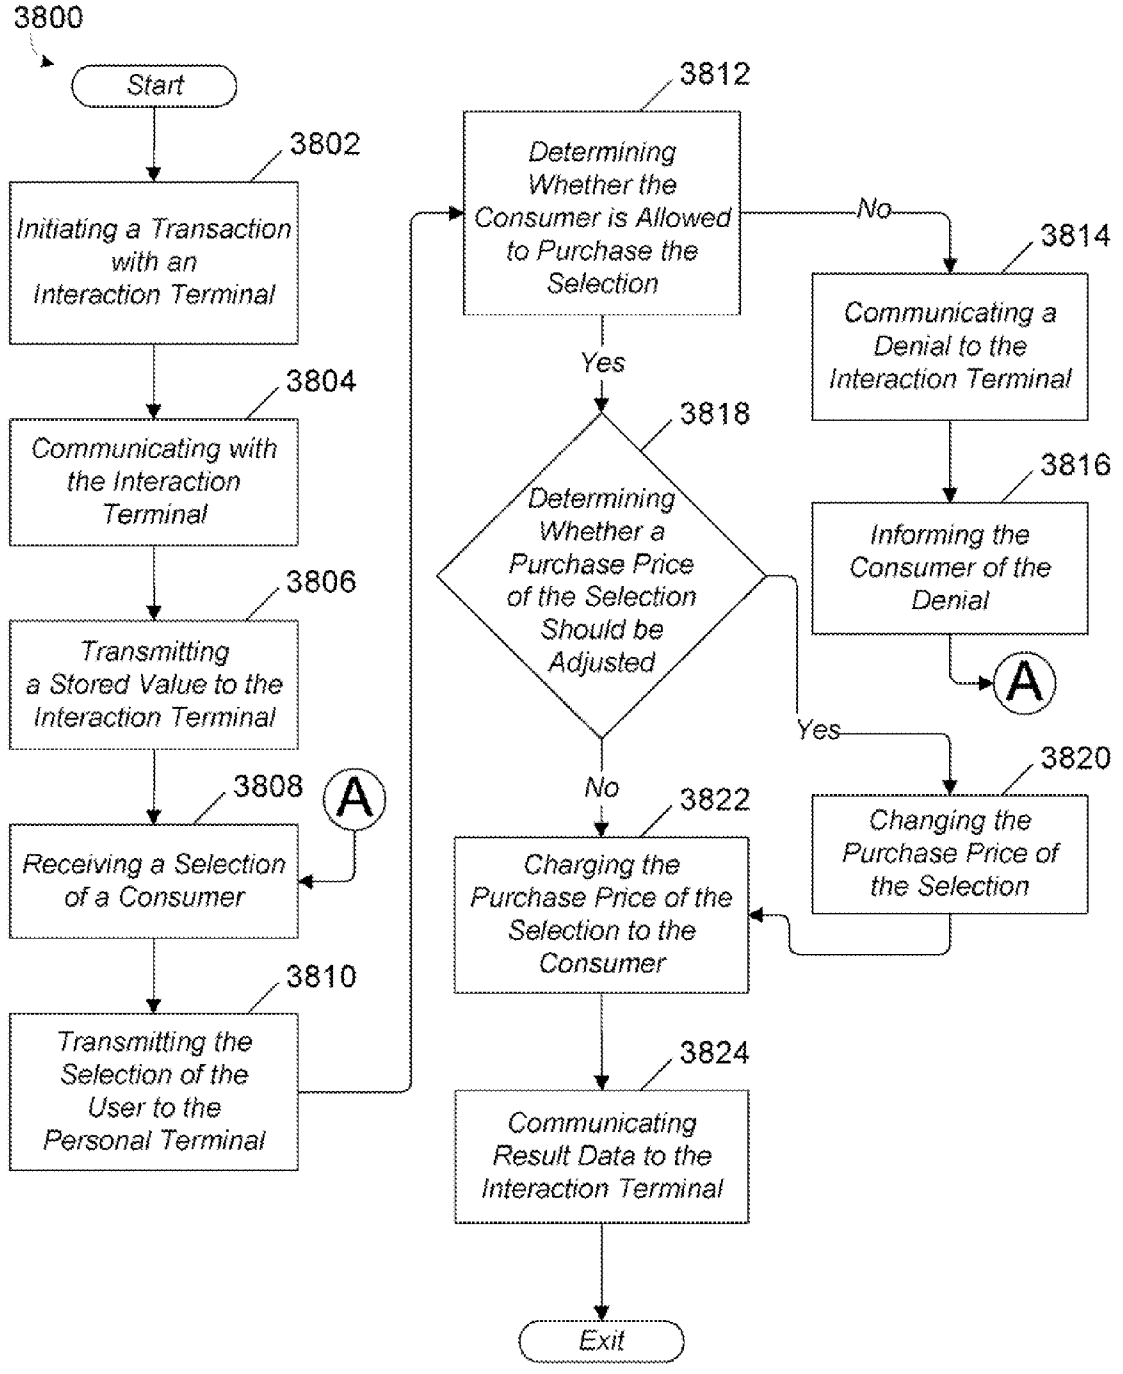 3800
Start
3802
Initiating a Transaction
with an
Interaction Terminal
3804
Communicating with
the Interaction
Terminal
3806
Transmitting
a Stored Value to the
Interaction Terminal
3808
A
Receiving a Selection
of a Consumer
3810
Transmitting the
Selection of the
User to the
Personal Terminal
3812
Determining
Whether the
Consumer is Allowed
to Purchase the
Selection
No
Yes
3814
Communicating a
Denial to the
Interaction Terminal
3816
Informing the
Consumer of the
Denial
A
3818
Determining
Whether a
Purchase Price
of the Selection
Should be
Adjusted
Yes
No
3820
Changing the
Purchase Price of
the Selection
3822
Charging the
Purchase Price of the
Selection to the
Consumer
3824
Communicating
Result Data to the
Interaction Terminal
Exit